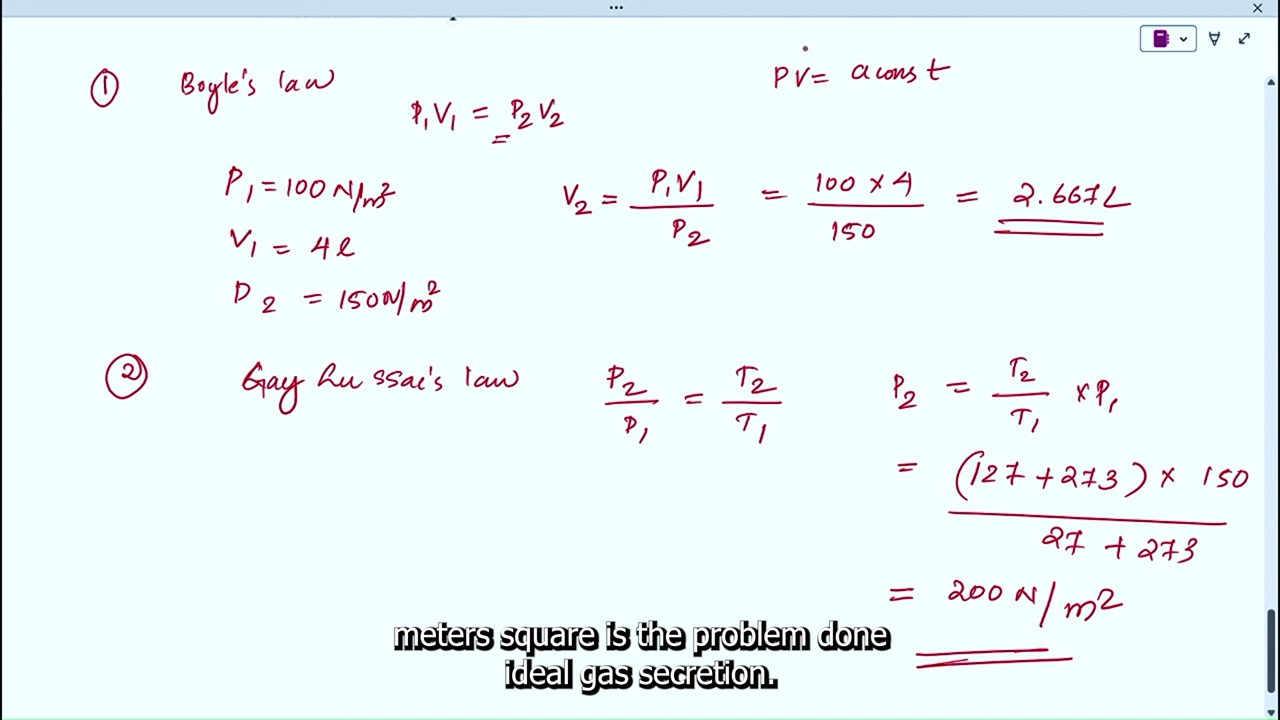 ① Boyle's law
PV = a const
P₁V₁ = P₂V₂
P₁ = 100 N/m²
V₂ = P₁V₁ / P₂ = 100 × 4 / 150 = 2.667L
V₁ = 4l
P₂ = 150N/m²
② Gay Lussac's law
P₂ / P₁ = T₂ / T₁
P₂ = T₂ / T₁ × P₁
= (127 + 273) × 150 / 27 + 273
= 200 N/m²
meters square is the problem done
ideal gas secretion.